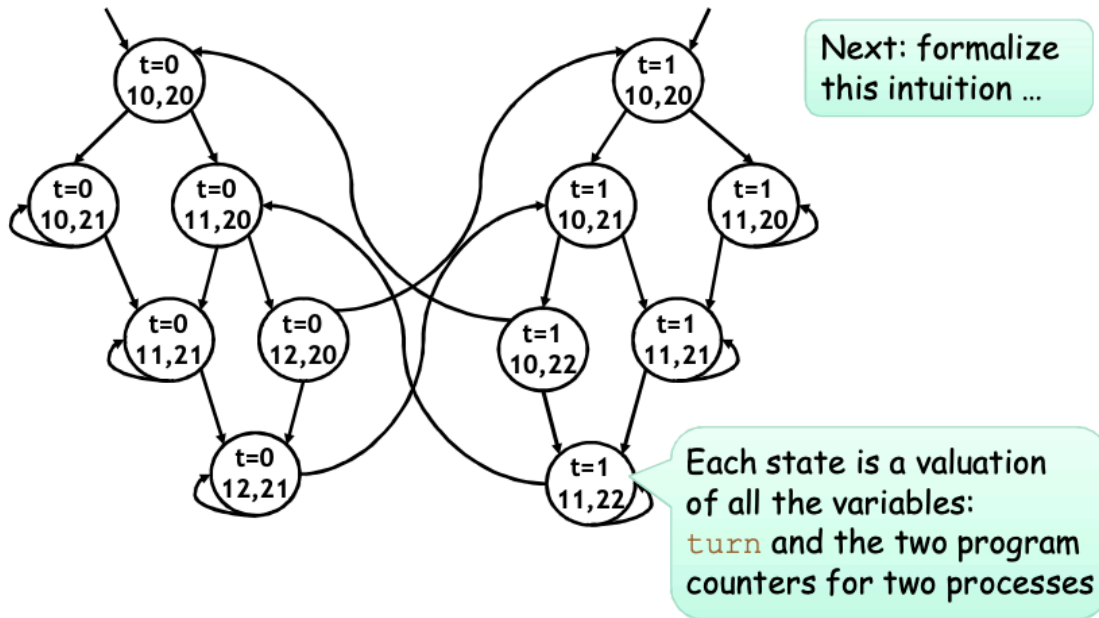 t=0
10,20
t=1
10,20
Next: formalize
this intuition ...
t=0
10,21
t=0
11,20
t=1
10,21
t=1
11,20
t=0
11,21
t=0
12,20
t=1
10,22
t=1
11,21
t=0
12,21
t=1
11,22
Each state is a valuation
of all the variables:
turn and the two program
counters for two processes